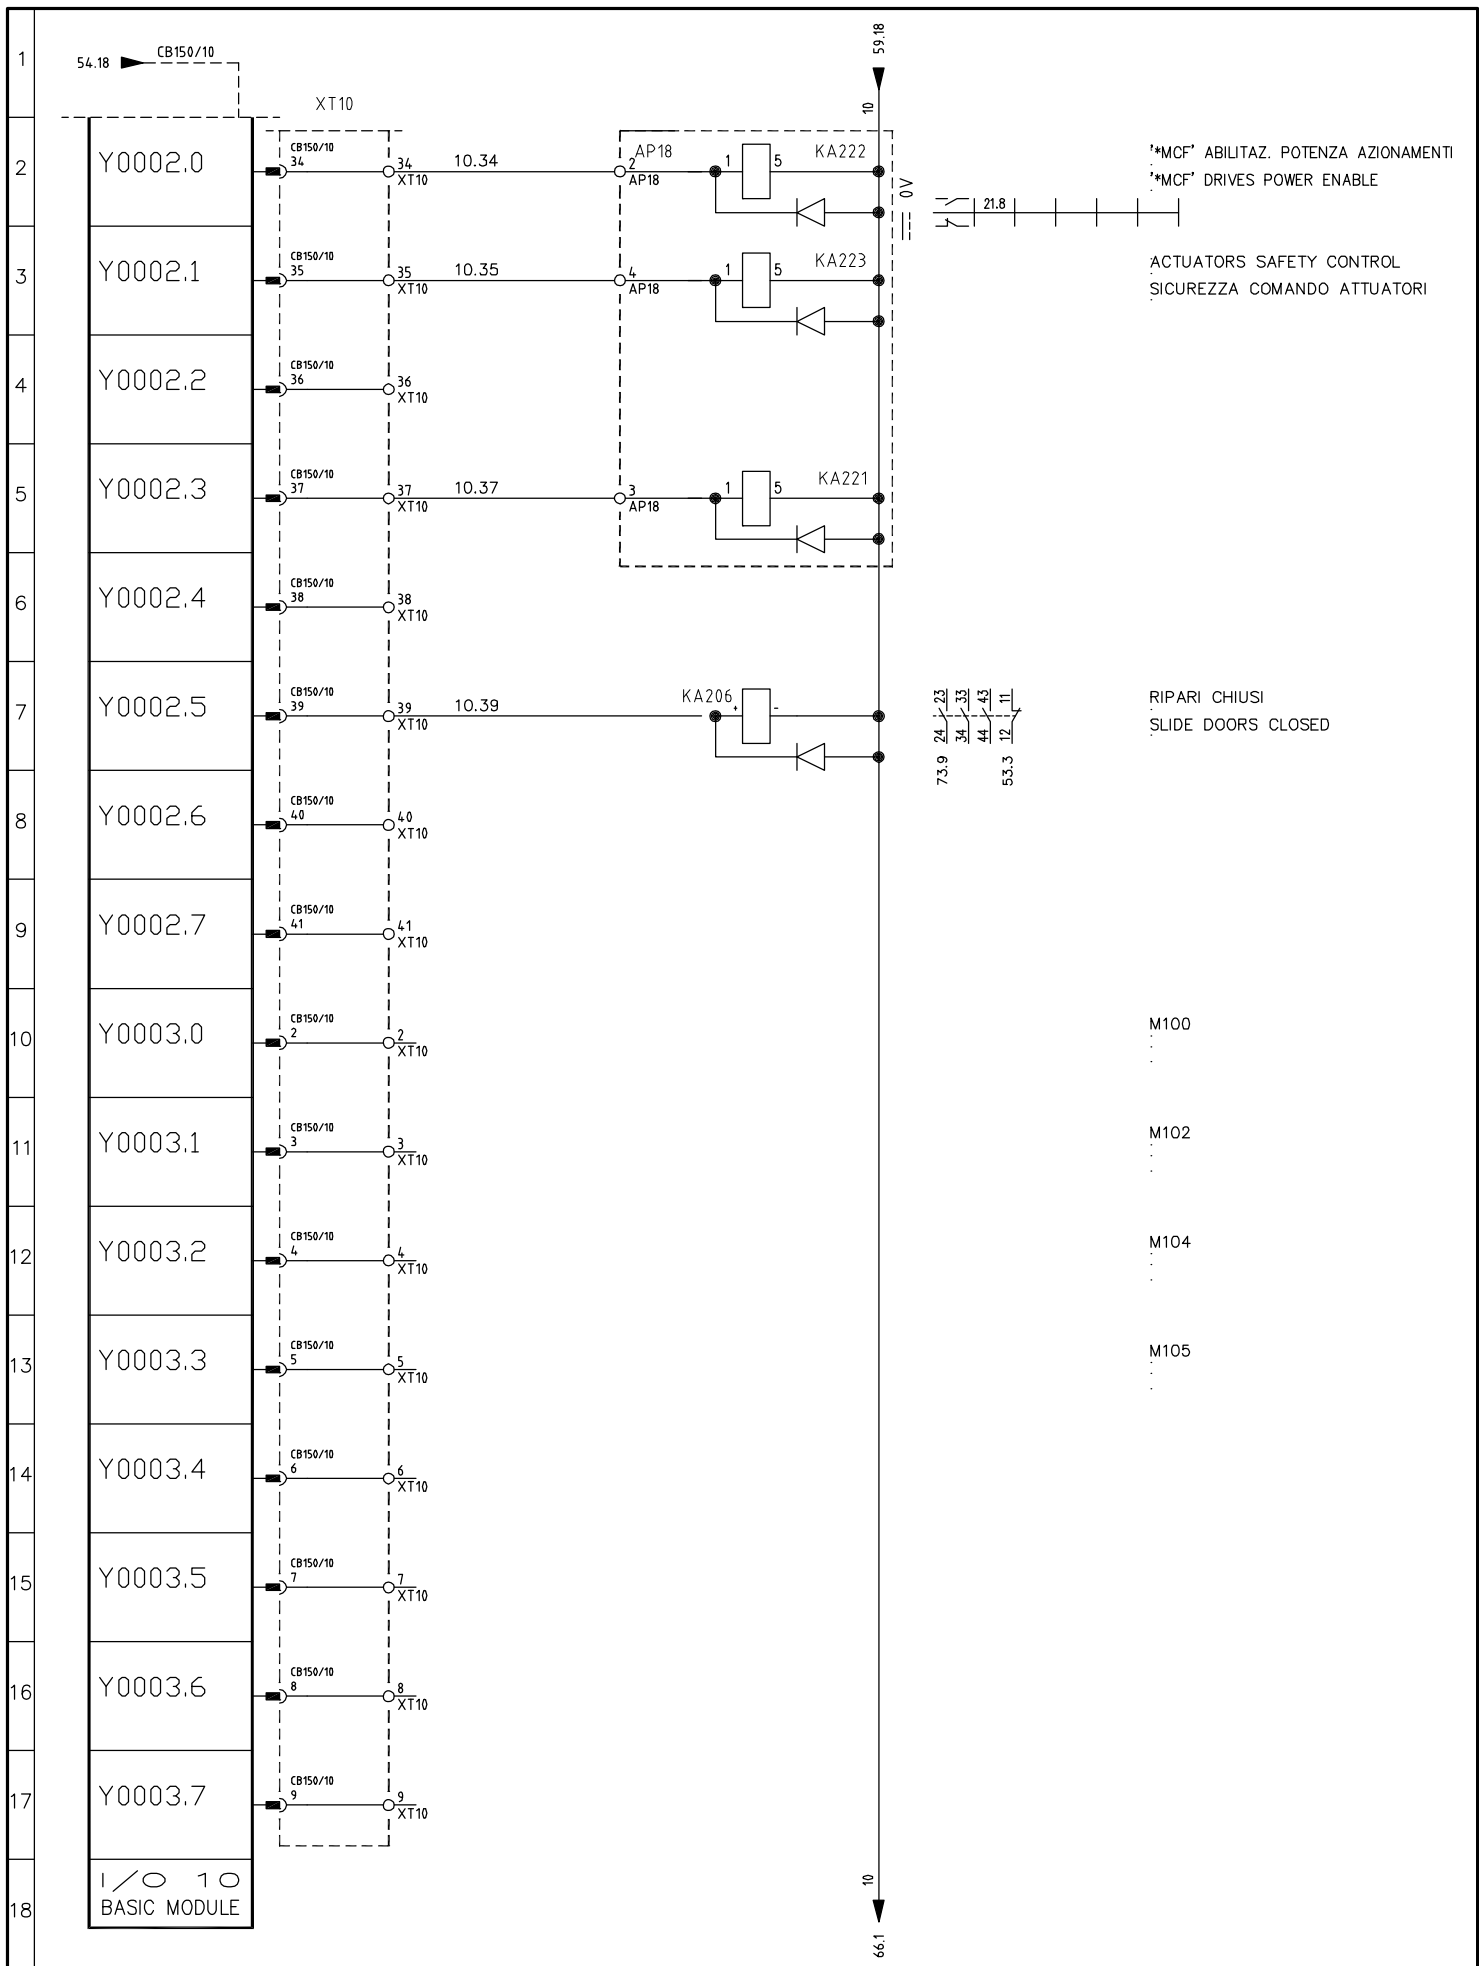 59.18
1
54.18
CB150/10
XT10
10
2
Y0002.0
CB150/10
34
34
XT10
10.34
2
AP18
AP18
1
5
KA222
0V
21.8
'*MCF' ABILITAZ. POTENZA AZIONAMENTI
'*MCF' DRIVES POWER ENABLE
3
Y0002.1
CB150/10
35
35
XT10
10.35
4
AP18
1
5
KA223
ACTUATORS SAFETY CONTROL
SICUREZZA COMANDO ATTUATORI
4
Y0002.2
CB150/10
36
36
XT10
5
Y0002.3
CB150/10
37
37
XT10
10.37
3
AP18
1
5
KA221
6
Y0002.4
CB150/10
38
38
XT10
7
Y0002.5
CB150/10
39
39
XT10
10.39
KA206
+
-
23 33 43 11
24 34 44 12
73.9
53.3
RIPARI CHIUSI
SLIDE DOORS CLOSED
8
Y0002.6
CB150/10
40
40
XT10
9
Y0002.7
CB150/10
41
41
XT10
10
Y0003.0
CB150/10
2
2
XT10
M100
11
Y0003.1
CB150/10
3
3
XT10
M102
12
Y0003.2
CB150/10
4
4
XT10
M104
13
Y0003.3
CB150/10
5
5
XT10
M105
14
Y0003.4
CB150/10
6
6
XT10
15
Y0003.5
CB150/10
7
7
XT10
16
Y0003.6
CB150/10
8
8
XT10
17
Y0003.7
CB150/10
9
9
XT10
18
I/O 10
BASIC MODULE
10
66.1